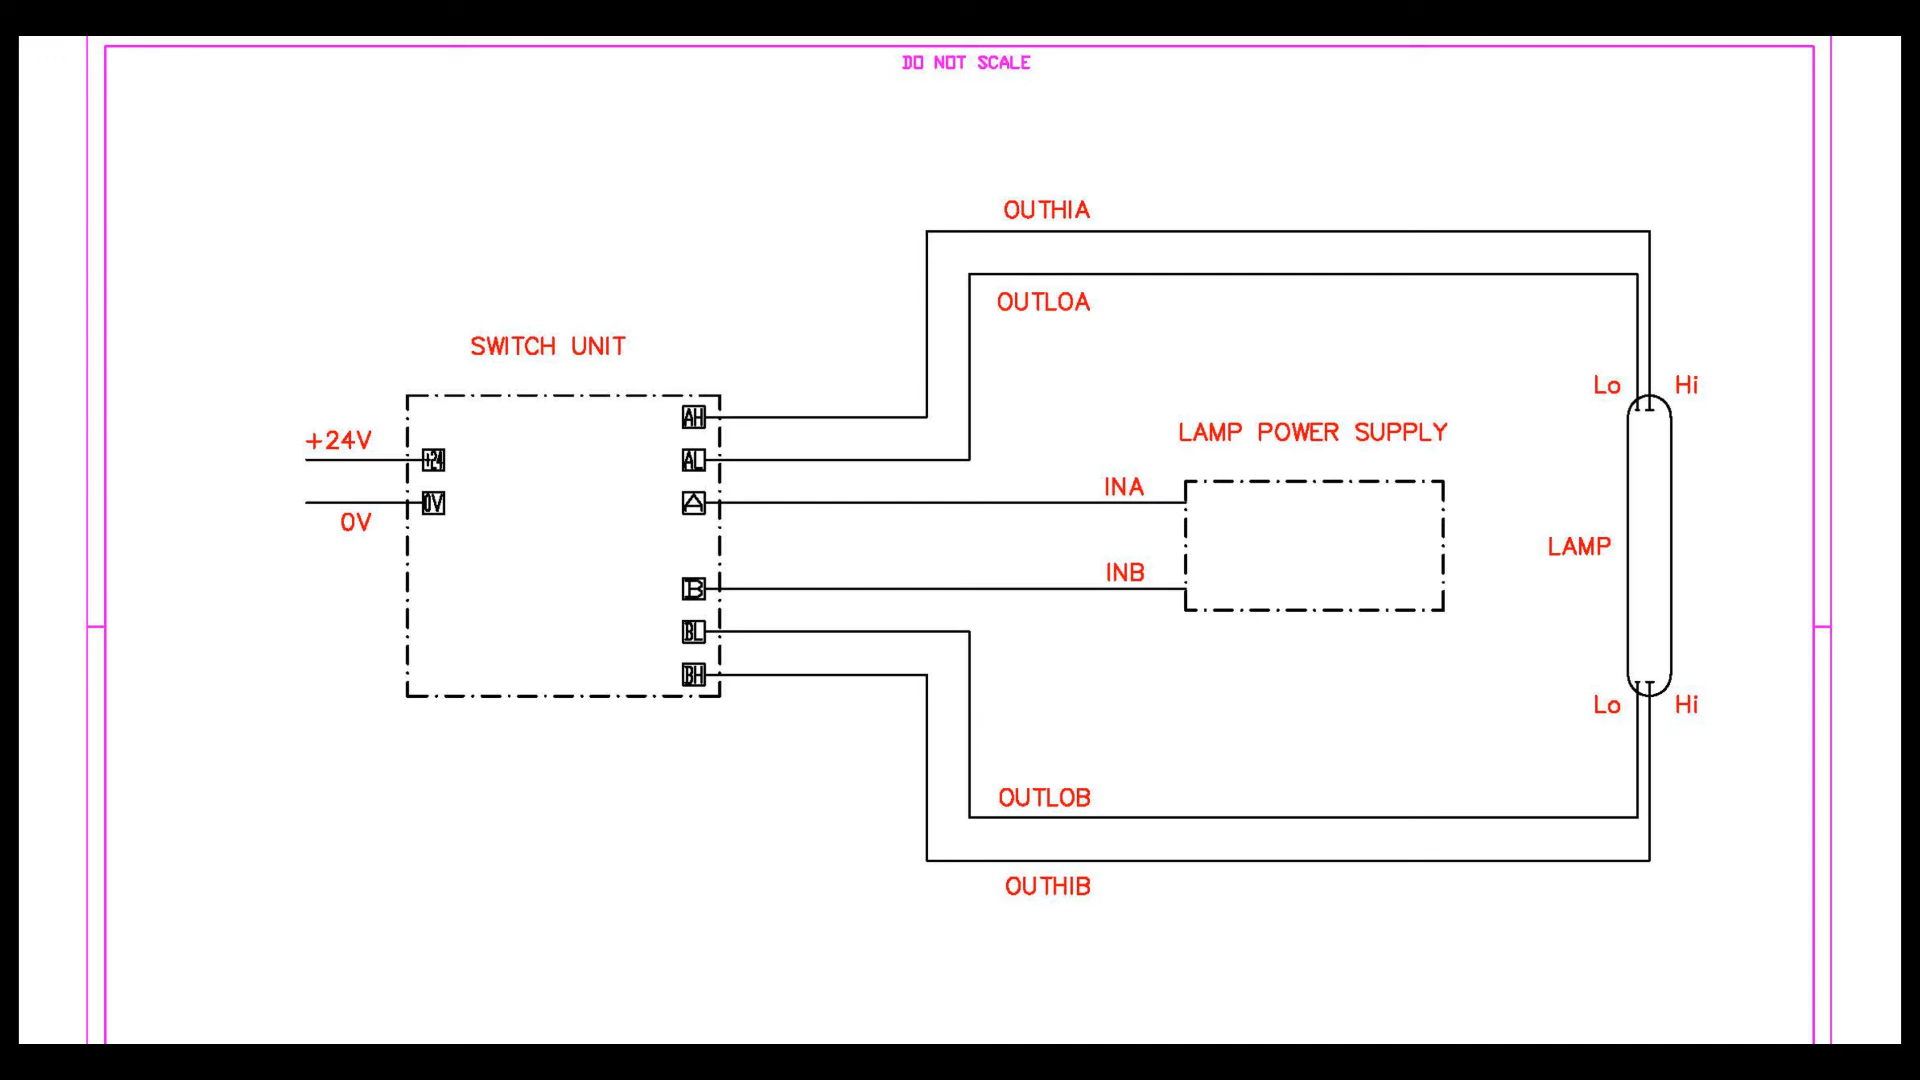 DO NOT SCALE
OUTHIA
OUTLOA
SWITCH UNIT
Lo Hi
AH
LAMP POWER SUPPLY
+24V
+24
AL
INA
0V
A
0V
LAMP
INB
B
BL
BH
Lo Hi
OUTLOB
OUTHIB